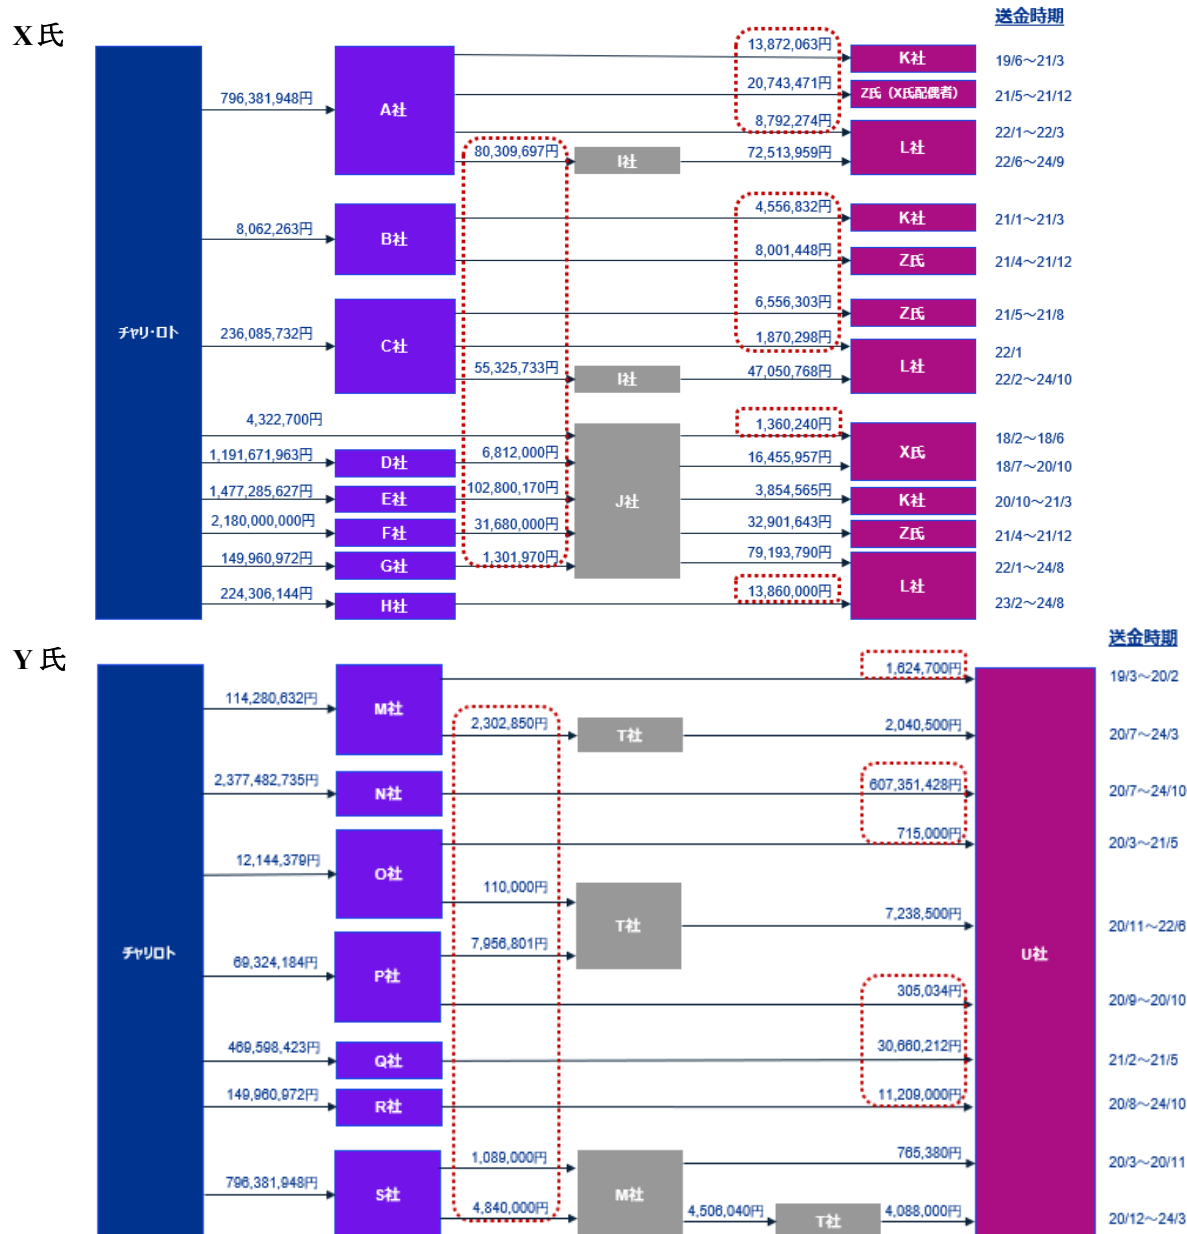 送金時期
X 氏
13,872,063円
K社
19/6～21/3
796,381,948円
A社
20,743,471円
Z氏（X氏配偶者）
21/5～21/12
8,792,274円
L社
22/1～22/3
80,309,697円
I社
72,513,959円
22/6～24/9
8,062,263円
B社
4,556,832円
K社
21/1～21/3
8,001,448円
Z氏
21/4～21/12
チャリ・ロト
236,085,732円
C社
6,556,303円
Z氏
21/5～21/8
1,870,298円
L社
22/1
55,325,733円
I社
47,050,768円
22/2～24/10
4,322,700円
J社
1,360,240円
X氏
18/2～18/6
1,191,671,963円
D社
6,812,000円
16,455,957円
18/7～20/10
1,477,285,627円
E社
102,800,170円
3,854,565円
K社
20/10～21/3
2,180,000,000円
F社
31,680,000円
32,901,643円
Z氏
21/4～21/12
149,960,972円
G社
1,301,970円
79,193,790円
L社
22/1～24/8
224,306,144円
H社
13,860,000円
23/2～24/8
送金時期
Y 氏
114,280,632円
M社
1,624,700円
19/3～20/2
2,302,850円
T社
2,040,500円
20/7～24/3
2,377,482,735円
N社
607,351,428円
20/7～24/10
12,144,379円
O社
715,000円
20/3～21/5
110,000円
T社
7,238,500円
20/11～22/6
チャリロト
U社
69,324,184円
P社
7,956,801円
305,034円
20/9～20/10
469,598,423円
Q社
30,660,212円
21/2～21/5
149,960,972円
R社
11,209,000円
20/8～24/10
796,381,948円
S社
1,089,000円
M社
765,380円
20/3～20/11
4,840,000円
4,506,040円
T社
4,088,000円
20/12～24/3